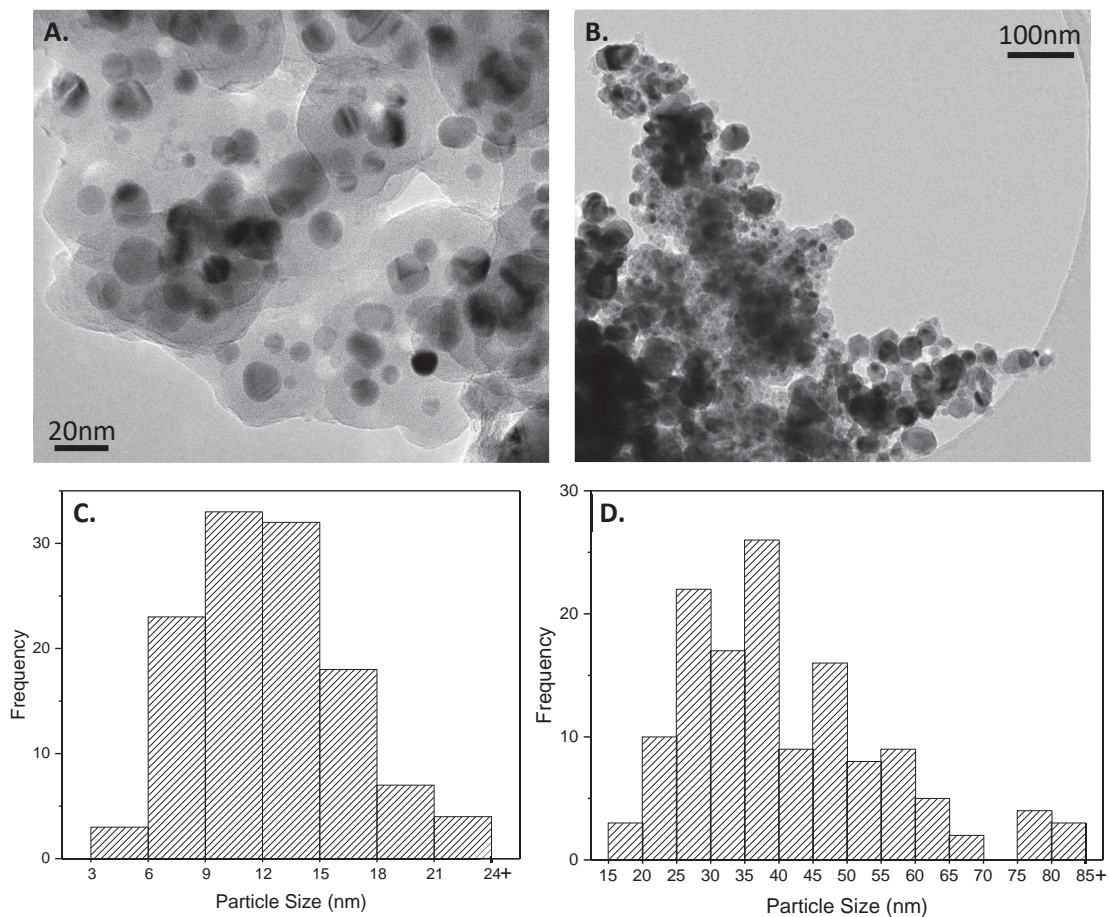 A.
20nm
B.
100nm
C.
Frequency
30
20
10
0
3 6 9 12 15 18 21 24+
Particle Size (nm)
D.
Frequency
30
20
10
0
15 20 25 30 35 40 45 50 55 60 65 70 75 80 85+
Particle Size (nm)